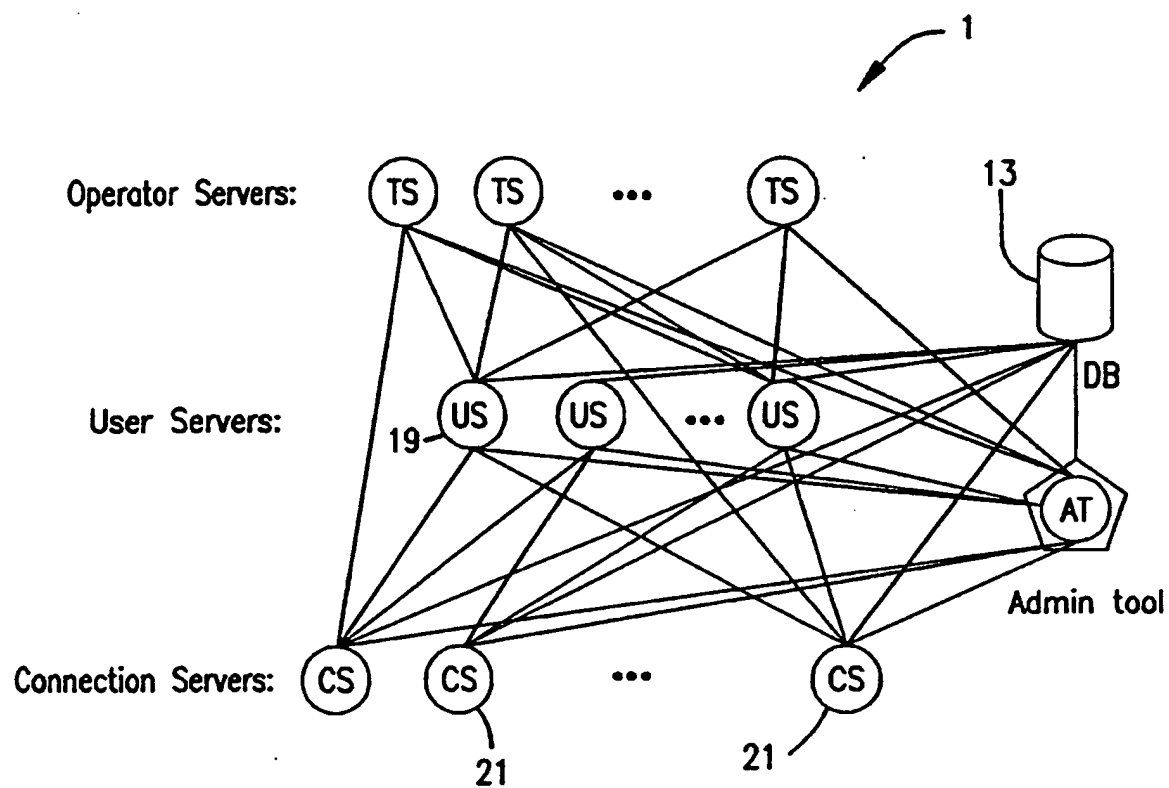 1
Operator Servers: TS TS ... TS
13
DB
User Servers: US US ... US
19
AT
Admin tool
Connection Servers: CS CS ... CS
21 21